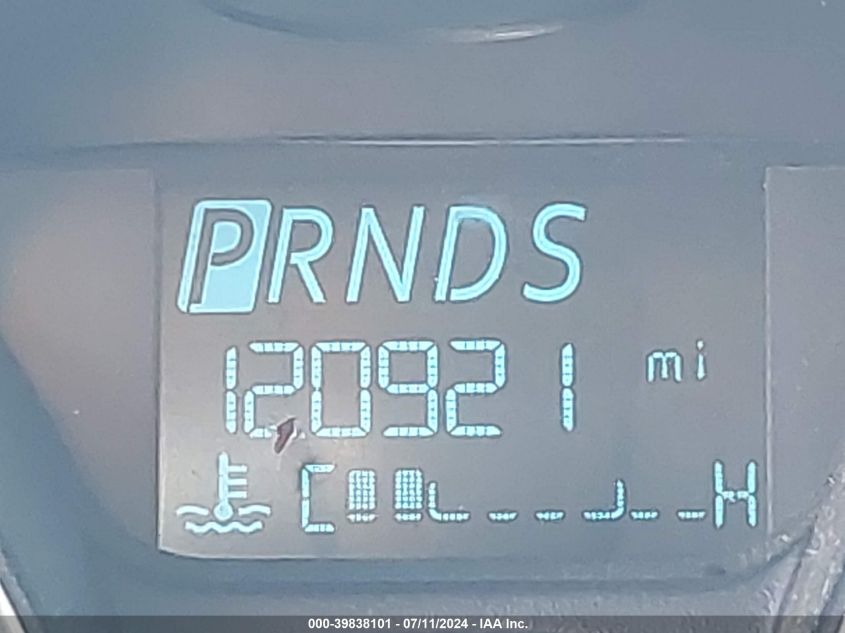 PRNDS
120921 mi
C H
000-39838101 - 07/11/2024 - IAA Inc.